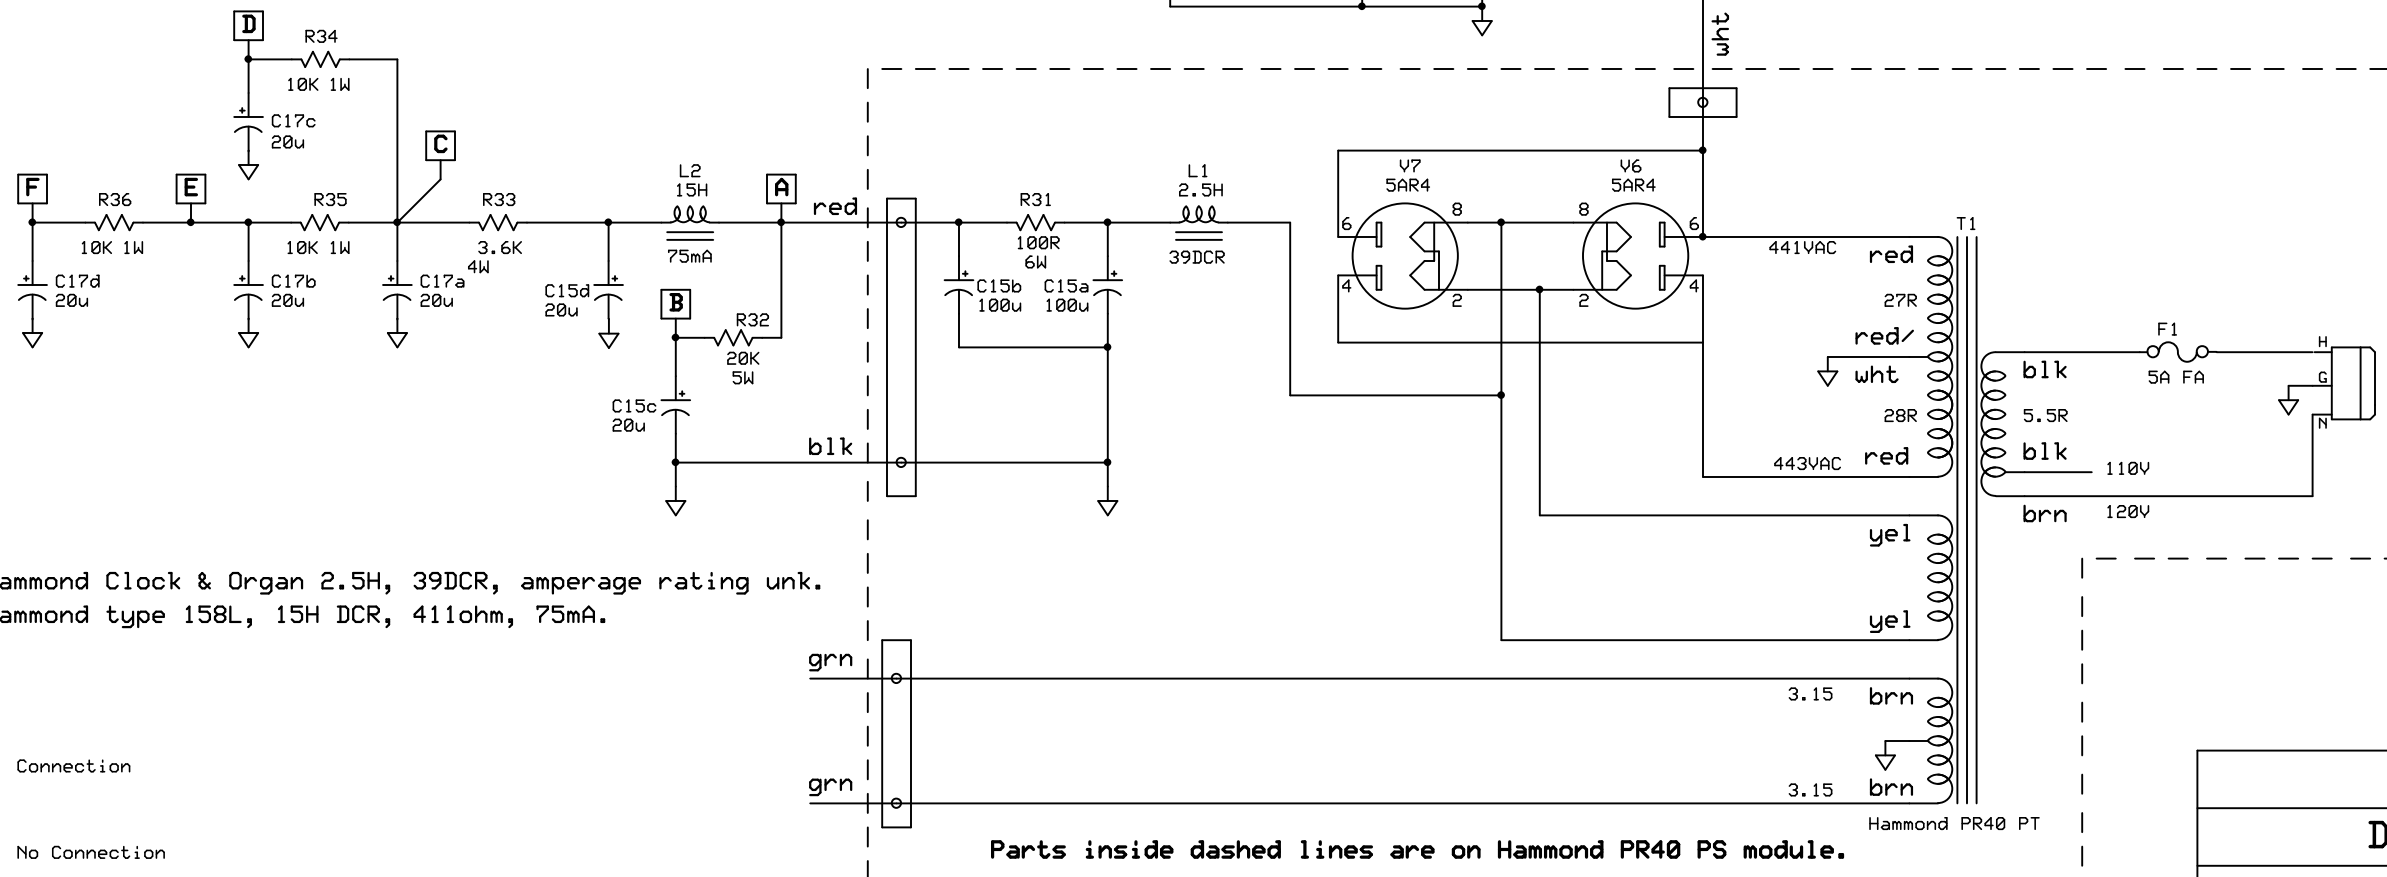 wht
D
R34
10K 1W
C17c
20u
C
F
R36
10K 1W
C17d
20u
E
R35
10K 1W
C17b
20u
R33
3.6K
4W
C17a
20u
L2
15H
75mA
A
C15d
20u
B
R32
20K
5W
C15c
20u
red
blk
R31
100R
6W
C15b
100u
C15a
100u
L1
2.5H
39DCR
V7
5AR4
6
4
8
2
V6
5AR4
8
2
6
4
T1
441VAC
red
27R
red/
wht
28R
443VAC
red
blk
5.5R
blk
110V
brn
120V
F1
5A FA
H
G
N
yel
yel
ammond Clock & Organ 2.5H, 39DCR, amperage rating unk.
ammond type 158L, 15H DCR, 411ohm, 75mA.
grn
3.15
brn
grn
3.15
brn
Connection
No Connection
Hammond PR40 PT
Parts inside dashed lines are on Hammond PR40 PS module.
D